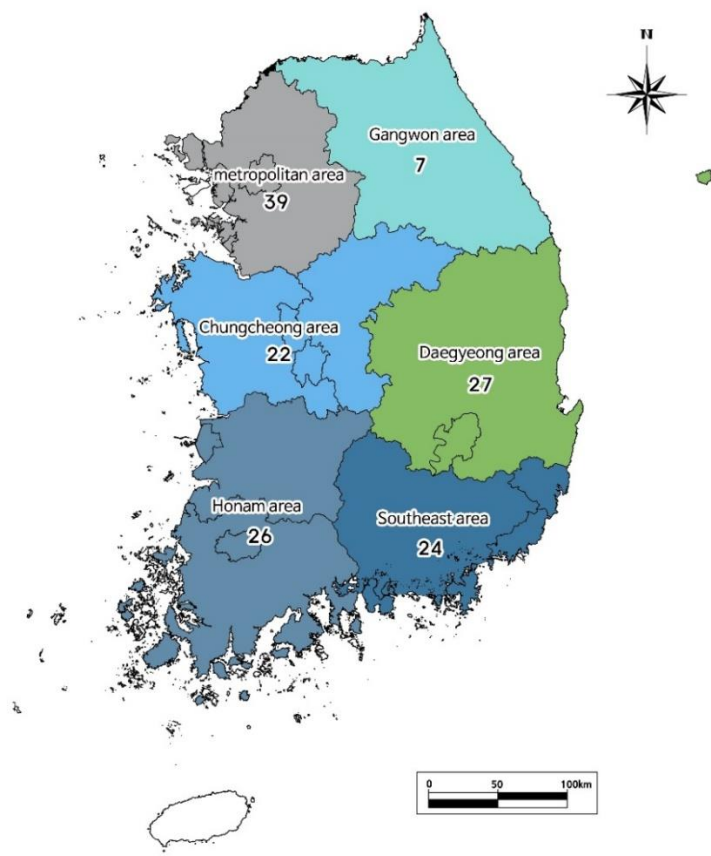 N
Gangwon area
7
metropolitan area
39
Chungcheong area
22
Daegyeong area
27
Honam area
26
Southeast area
24
0 50 100km